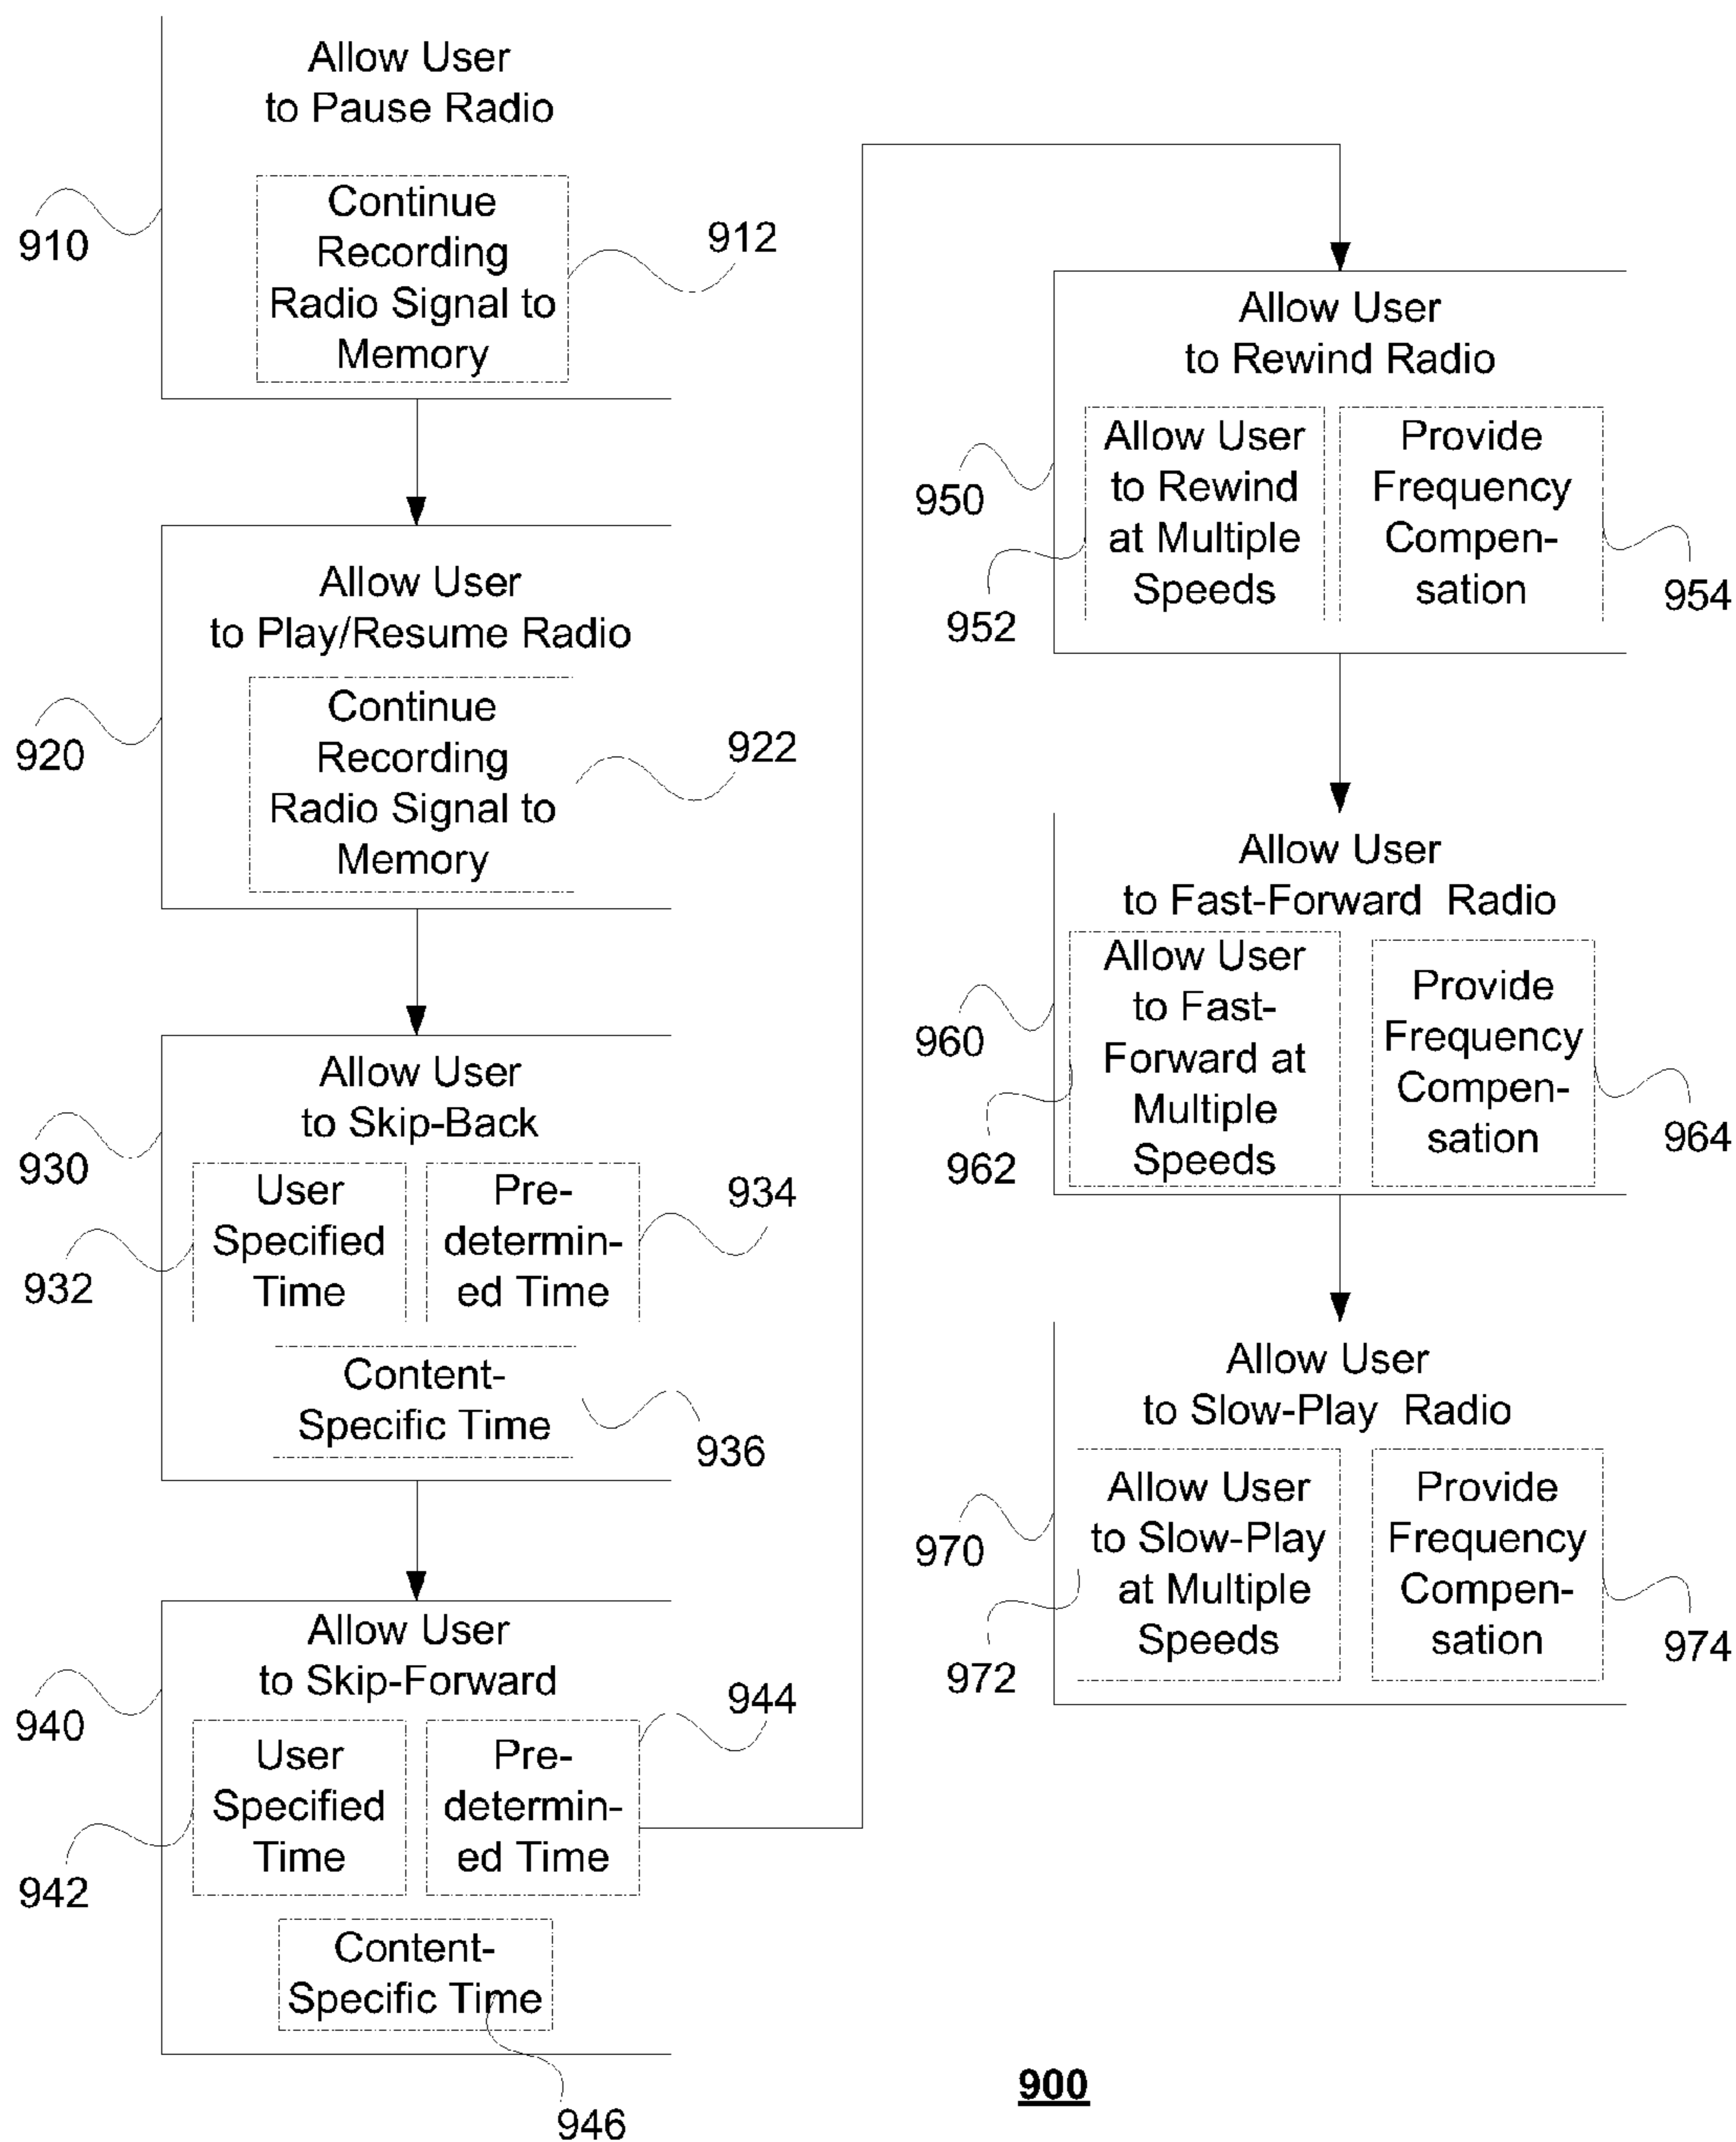 Allow User
to Pause Radio
Continue
Recording
Radio Signal to
Memory
910
912
Allow User
to Play/Resume Radio
Continue
Recording
Radio Signal to
Memory
920
922
Allow User
to Skip-Back
User
Specified
Time
Pre-
determin-
ed Time
Content-
Specific Time
930
932
934
936
Allow User
to Skip-Forward
User
Specified
Time
Pre-
determin-
ed Time
Content-
Specific Time
940
942
944
946
Allow User
to Rewind Radio
Allow User
to Rewind
at Multiple
Speeds
Provide
Frequency
Compen-
sation
950
952
954
Allow User
to Fast-Forward Radio
Allow User
to Fast-
Forward at
Multiple
Speeds
Provide
Frequency
Compen-
sation
960
962
964
Allow User
to Slow-Play Radio
Allow User
to Slow-Play
at Multiple
Speeds
Provide
Frequency
Compen-
sation
970
972
974
900